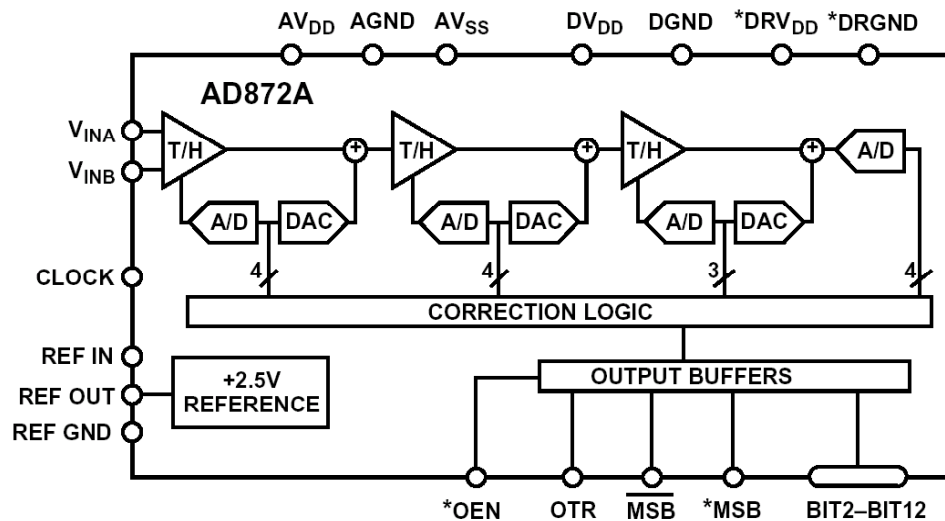 AVDD AGND AVSS DVDD DGND *DRVDD *DRGND
AD872A
VINA
VINB
T/H T/H T/H A/D
A/D DAC A/D DAC A/D DAC
CLOCK
4 4 3 4
CORRECTION LOGIC
REF IN
REF OUT
REF GND
+2.5V
REFERENCE
OUTPUT BUFFERS
*OEN OTR MSB *MSB BIT2–BIT12